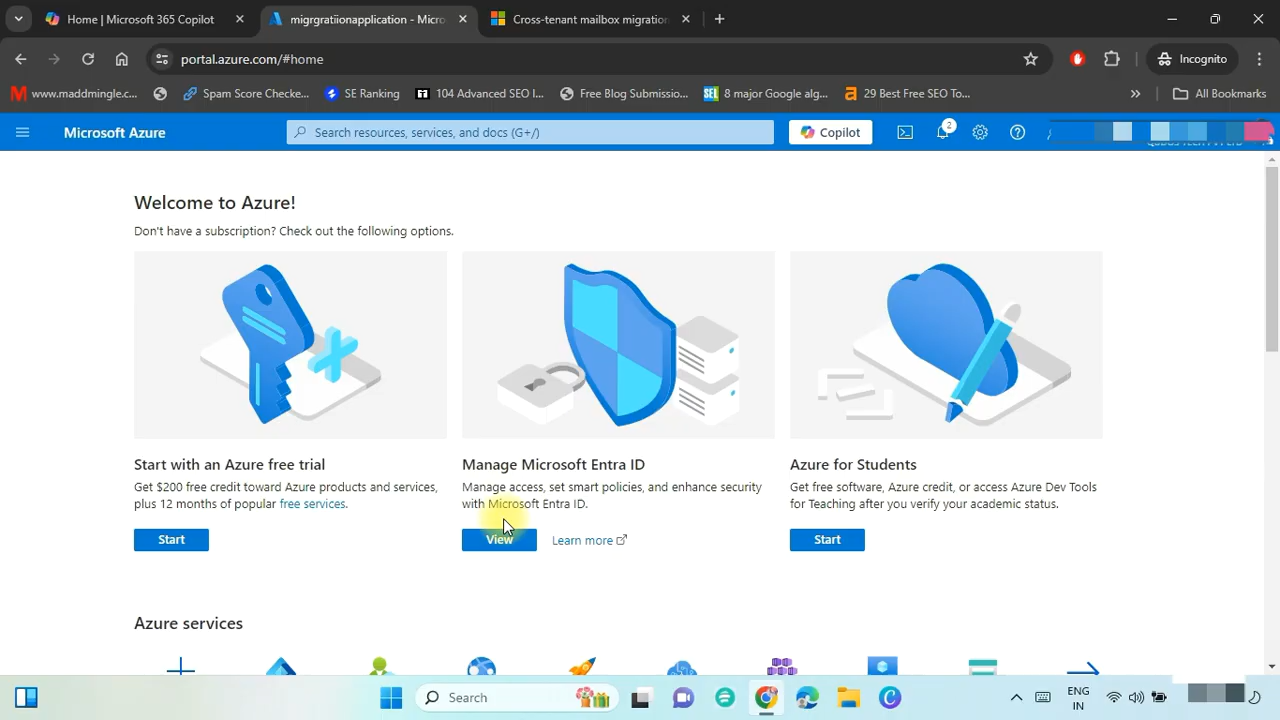 Home | Microsoft 365 Copilot
migrgratiionapplication - Micro
Cross-tenant mailbox migration
portal.azure.com/#home
Incognito
www.maddmingle.c...
Spam Score Checke...
SE Ranking
104 Advanced SEO I...
Free Blog Submissio...
SEL
8 major Google alg...
29 Best Free SEO To...
All Bookmarks
Microsoft Azure
Search resources, services, and docs (G+/)
Copilot
2
Welcome to Azure!
Don't have a subscription? Check out the following options.
Start with an Azure free trial
Get $200 free credit toward Azure products and services,
plus 12 months of popular free services.
Start
Manage Microsoft Entra ID
Manage access, set smart policies, and enhance security
with Microsoft Entra ID.
View
Learn more
Azure for Students
Get free software, Azure credit, or access Azure Dev Tools
for Teaching after you verify your academic status.
Start
Azure services
Search
ENG
IN